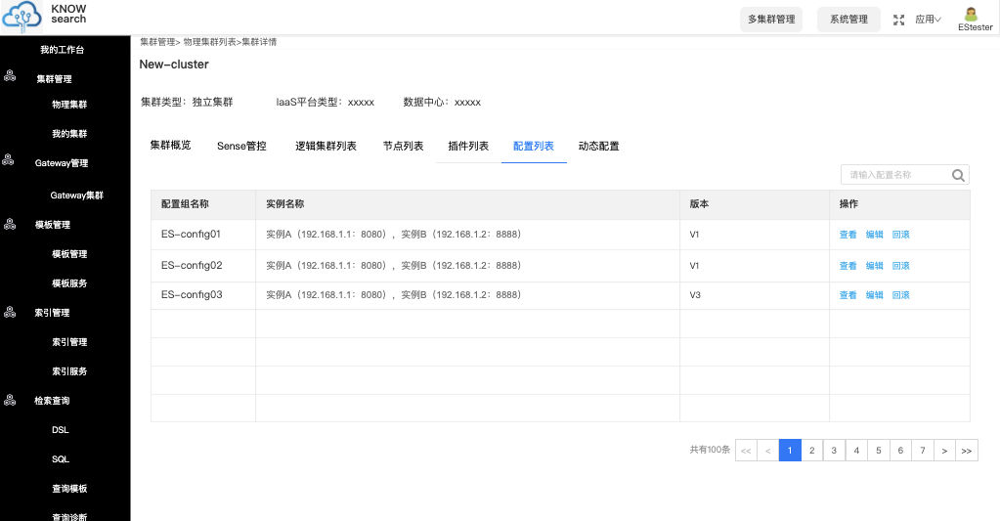 KNOW
search
多集群管理
系统管理
应用
EStester
我的工作台
集群管理
物理集群
我的集群
Gateway管理
Gateway集群
模板管理
模板管理
模板服务
索引管理
索引管理
索引服务
检索查询
DSL
SQL
查询模板
查询诊断
集群管理> 物理集群列表>集群详情
New-cluster
集群类型：独立集群 IaaS平台类型：xxxxx 数据中心：xxxxx
集群概览 Sense管控 逻辑集群列表 节点列表 插件列表 配置列表 动态配置
请输入配置名称
配置组名称 实例名称 版本 操作
ES-config01 实例A（192.168.1.1：8080），实例B（192.168.1.2：8888） V1 查看 编辑 回滚
ES-config02 实例A（192.168.1.1：8080），实例B（192.168.1.2：8888） V1 查看 编辑 回滚
ES-config03 实例A（192.168.1.1：8080），实例B（192.168.1.2：8888） V3 查看 编辑 回滚
共有100条 << < 1 2 3 4 5 6 7 > >>